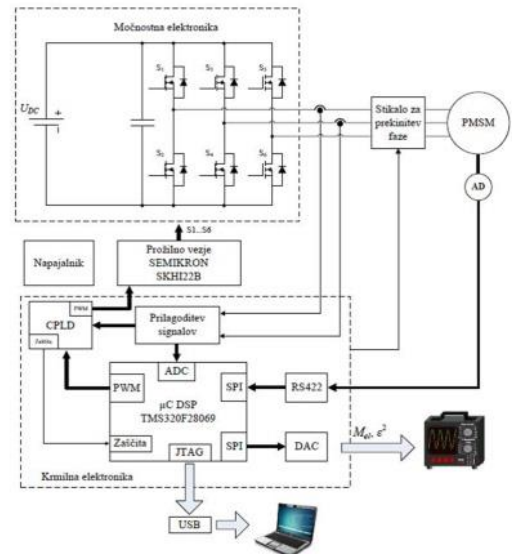 Močnostna elektronika
S₁
S₃
S₅
U_DC
S₂
S₄
S₆
Stikalo za
prekinitev
faze
PMSM
AD
S1...S6
Napajalnik
Prožilno vezje
SEMIKRON
SKHI22B
PWM
CPLD
Zaščita
Prilagoditev
signalov
ADC
PWM
SPI
RS422
μC DSP
TMS320F28069
Zaščita
SPI
DAC
M_el, ε²
JTAG
Krmilna elektronika
USB